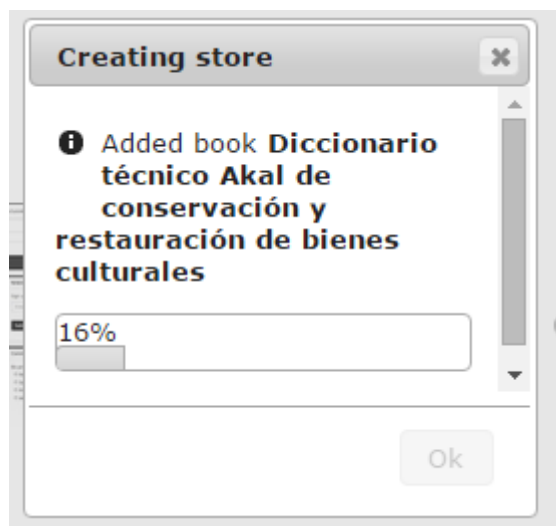 Creating store
Added book Diccionario
técnico Akal de
conservación y
restauración de bienes
culturales
16%
Ok